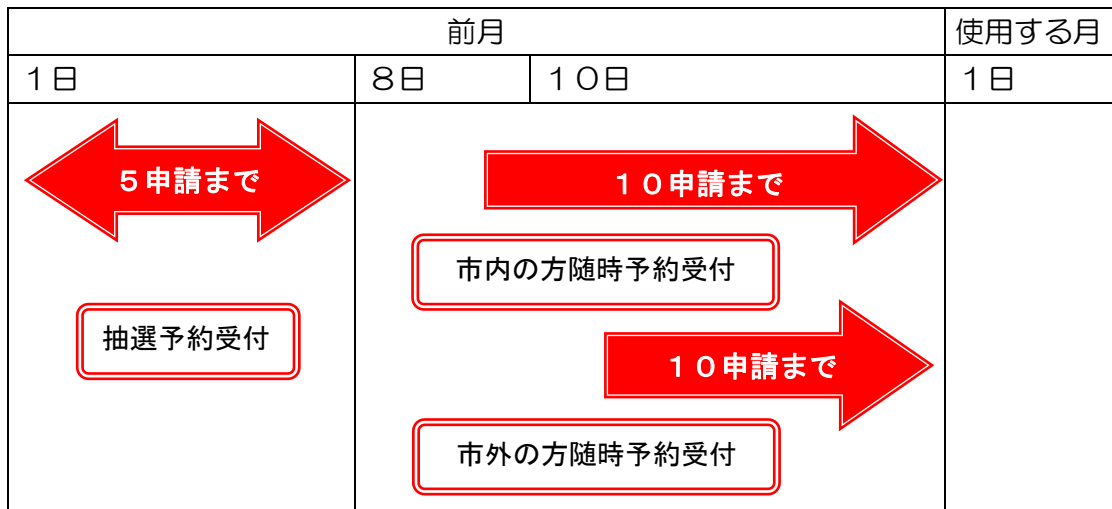 前月
使用する月
１日
８日
１０日
１日
５申請まで
１０申請まで
市内の方随時予約受付
抽選予約受付
１０申請まで
市外の方随時予約受付